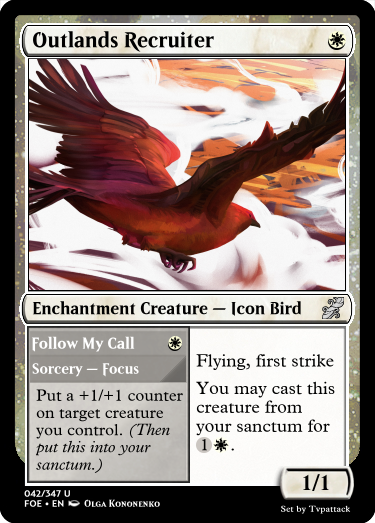 Outlands Recruiter
Enchantment Creature — Icon Bird
Follow My Call
Sorcery — Focus
Put a +1/+1 counter
on target creature
you control. (Then
put this into your
sanctum.)
Flying, first strike
You may cast this
creature from
your sanctum for
1 .
1/1
042/347 U
FOE • EN Olga Kononenko
Set by Tvpattack